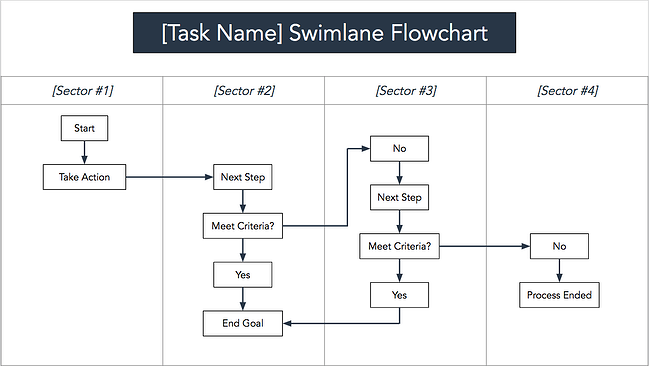 [Task Name] Swimlane Flowchart
[Sector #1]
[Sector #2]
[Sector #3]
[Sector #4]
Start
Take Action
Next Step
Meet Criteria?
Yes
End Goal
No
Next Step
Meet Criteria?
Yes
No
Process Ended